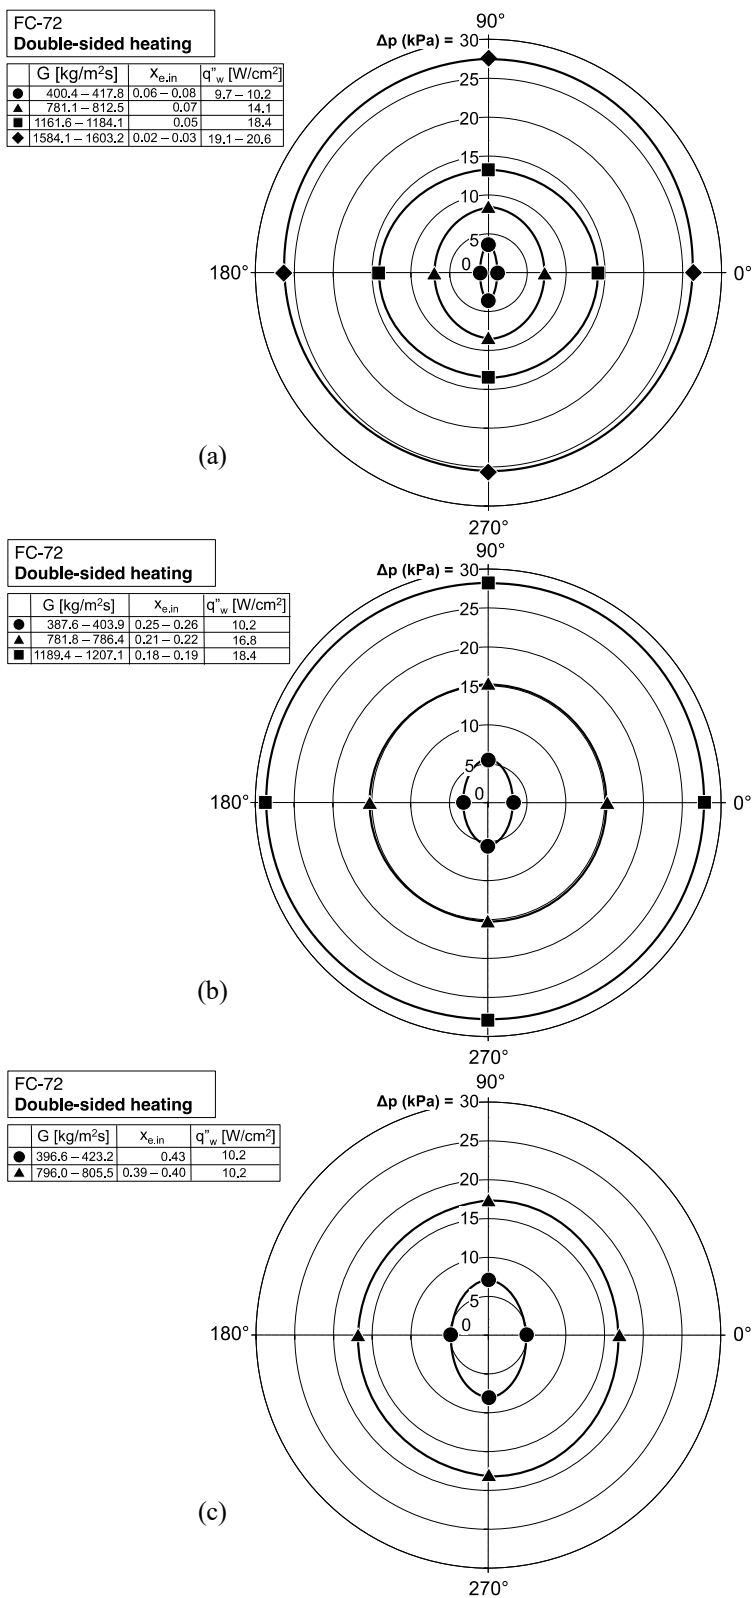 FC-72
Double-sided heating
G [kg/m²s] xe.in q"w [W/cm²]
400.4 – 417.8 0.06 – 0.08 9.7 - 10.2
781.1 – 812.5 0.07 14.1
1161.6 – 1184.1 0.05 18.4
1584.1 – 1603.2 0.02 – 0.03 19.1 – 20.6
90°
Δp (kPa) = 30
25
20
15
10
5
0
180°
0°
270°
(a)
FC-72
Double-sided heating
G [kg/m²s] xe.in q"w [W/cm²]
387.6 – 403.9 0.25 – 0.26 10.2
781.8 – 786.4 0.21 – 0.22 16.8
1189.4 – 1207.1 0.18 – 0.19 18.4
90°
Δp (kPa) = 30
25
20
15
10
5
0
180°
0°
270°
(b)
FC-72
Double-sided heating
G [kg/m²s] xe.in q"w [W/cm²]
396.6 – 423.2 0.43 10.2
796.0 – 805.5 0.39 – 0.40 10.2
90°
Δp (kPa) = 30
25
20
15
10
5
0
180°
0°
270°
(c)